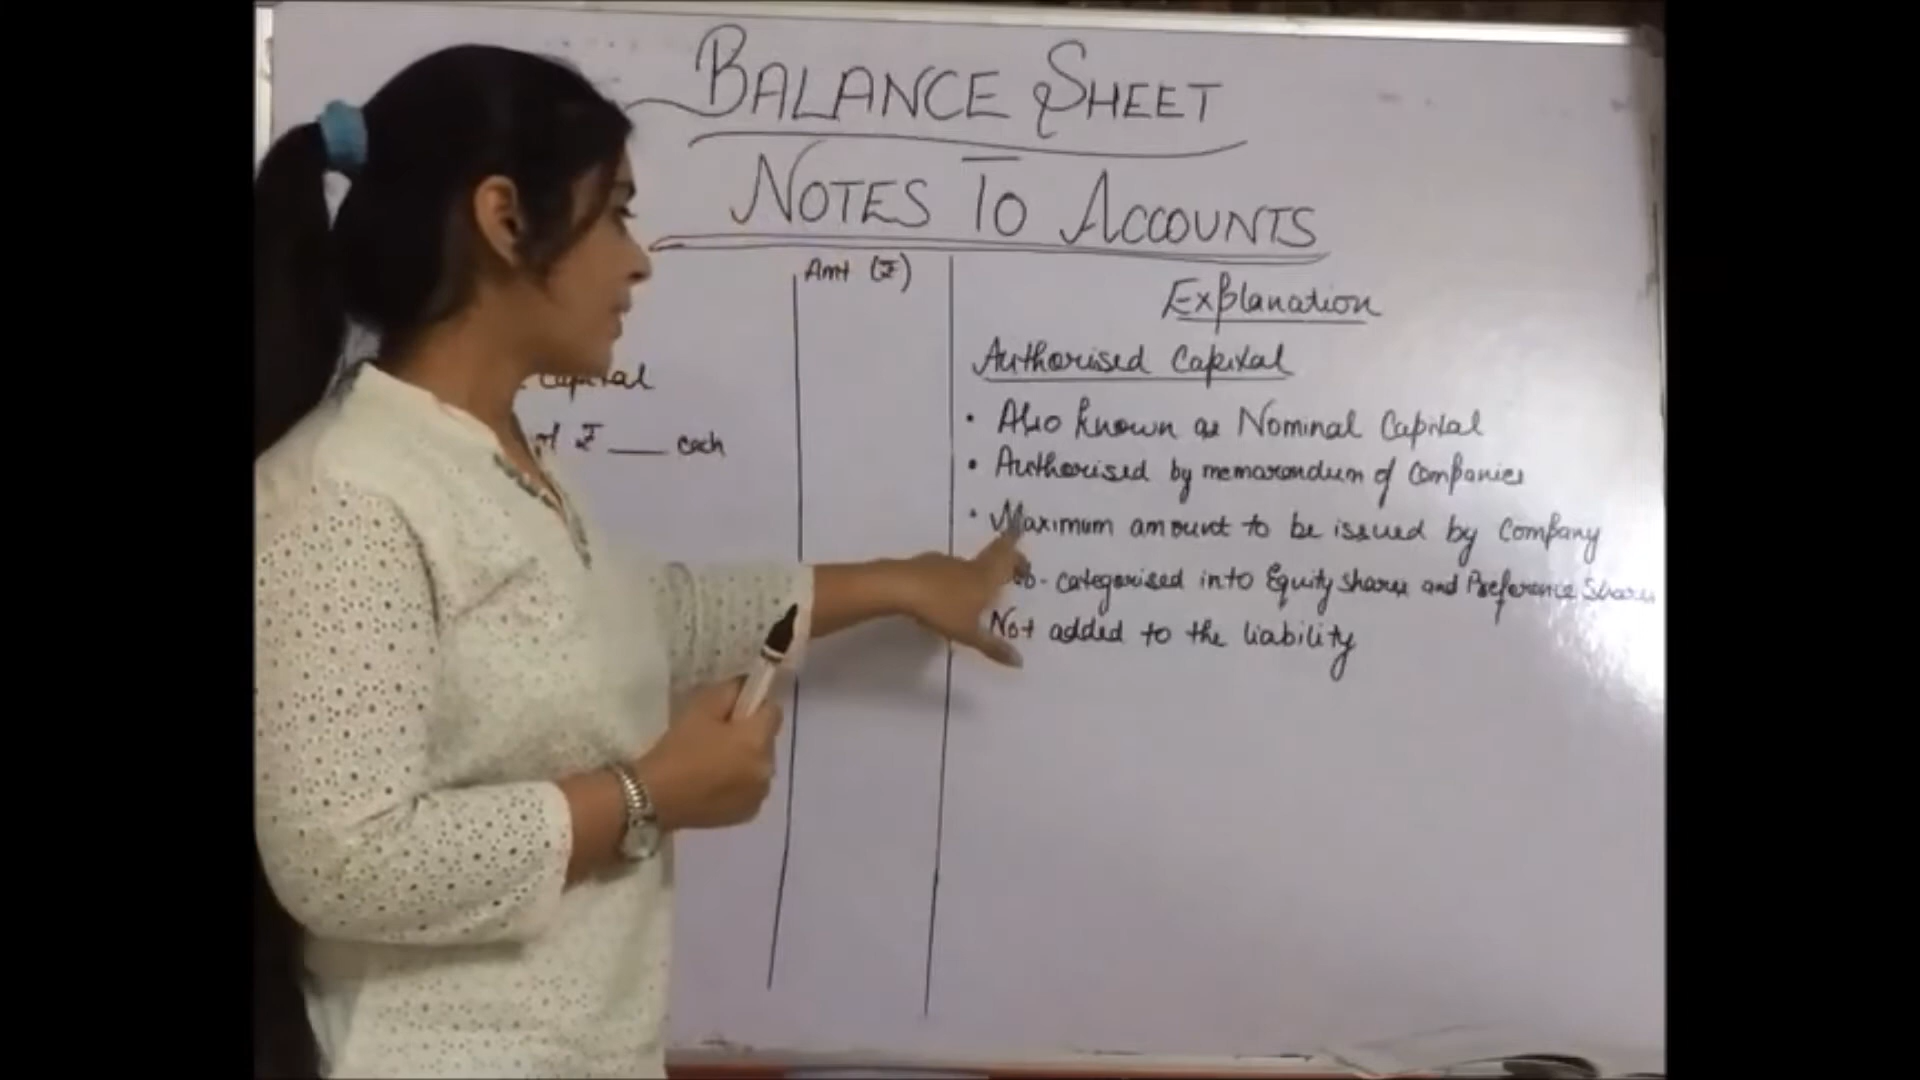 BALANCE SHEET
NOTES TO ACCOUNTS
Amt (₹)
Explanation
Capital
of ₹ ___ each
Authorised Capital
• Also known as Nominal Capital
• Authorised by memorandum of Companies
• Maximum amount to be issued by Company
categorised into Equity shares and Preference Shares
Not added to the liability